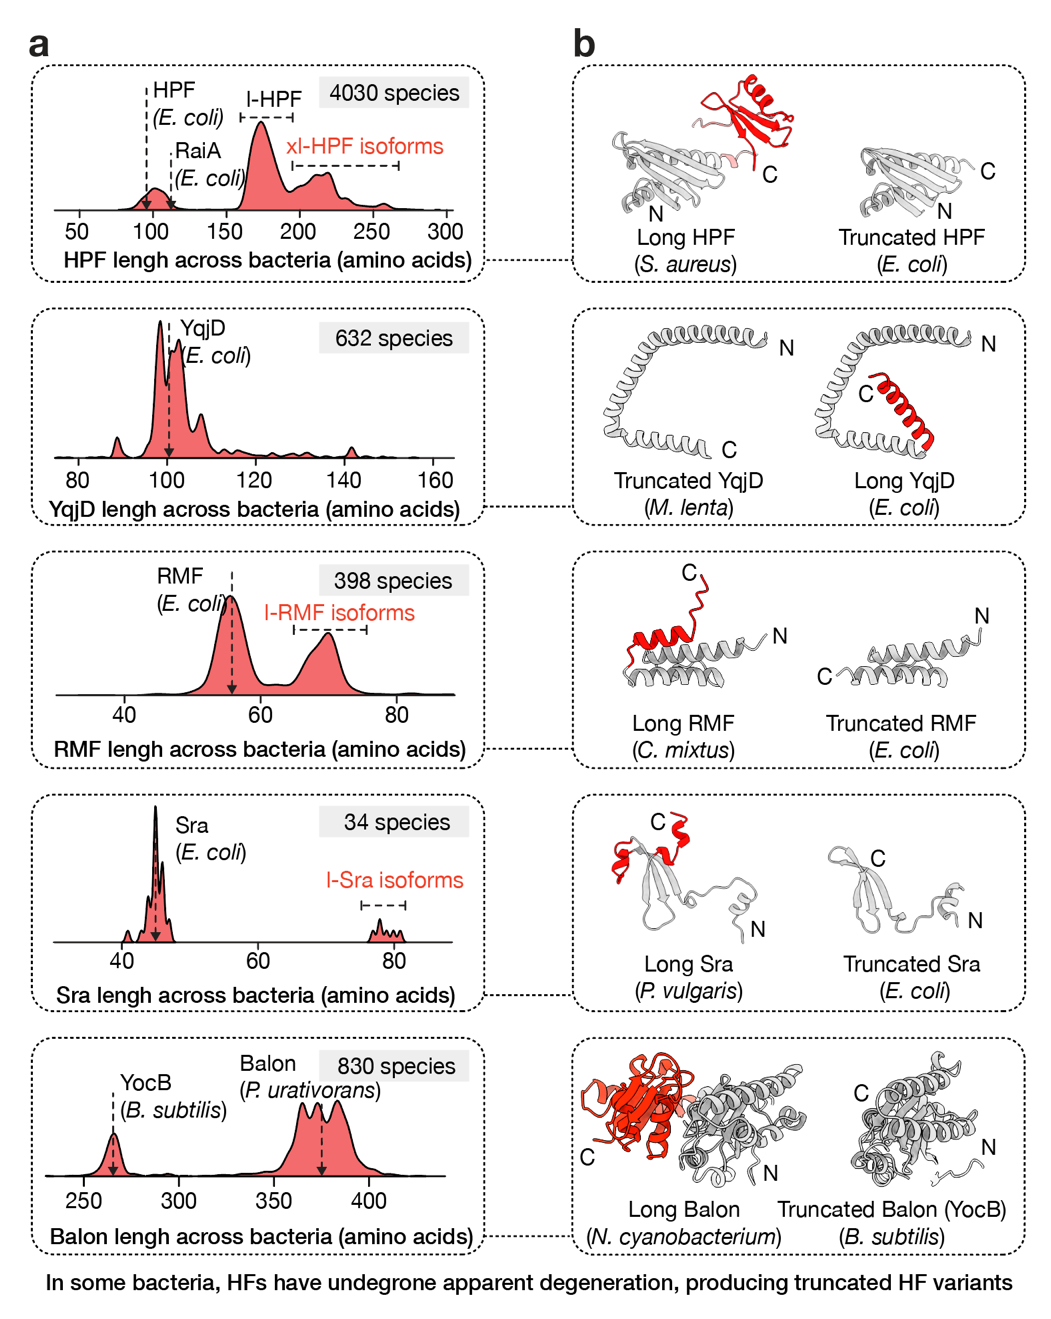 a
HPF
(E. coli)
RaiA
(E. coli)
l-HPF
4030 species
xl-HPF isoforms
50 100 150 200 250 300
HPF lengh across bacteria (amino acids)
YqjD
(E. coli)
632 species
80 100 120 140 160
YqjD lengh across bacteria (amino acids)
RMF
(E. coli)
398 species
l-RMF isoforms
40 60 80
RMF lengh across bacteria (amino acids)
Sra
(E. coli)
34 species
l-Sra isoforms
40 60 80
Sra lengh across bacteria (amino acids)
YocB
(B. subtilis)
Balon
(P. urativorans)
830 species
250 300 350 400
Balon lengh across bacteria (amino acids)
b
C
N
Long HPF
(S. aureus)
C
N
Truncated HPF
(E. coli)
N
C
Truncated YqjD
(M. lenta)
N
C
Long YqjD
(E. coli)
C
N
Long RMF
(C. mixtus)
N
C
Truncated RMF
(E. coli)
C
N
Long Sra
(P. vulgaris)
C
N
Truncated Sra
(E. coli)
C
N
Long Balon
(N. cyanobacterium)
C
N
Truncated Balon (YocB)
(B. subtilis)
In some bacteria, HFs have undegrone apparent degeneration, producing truncated HF variants